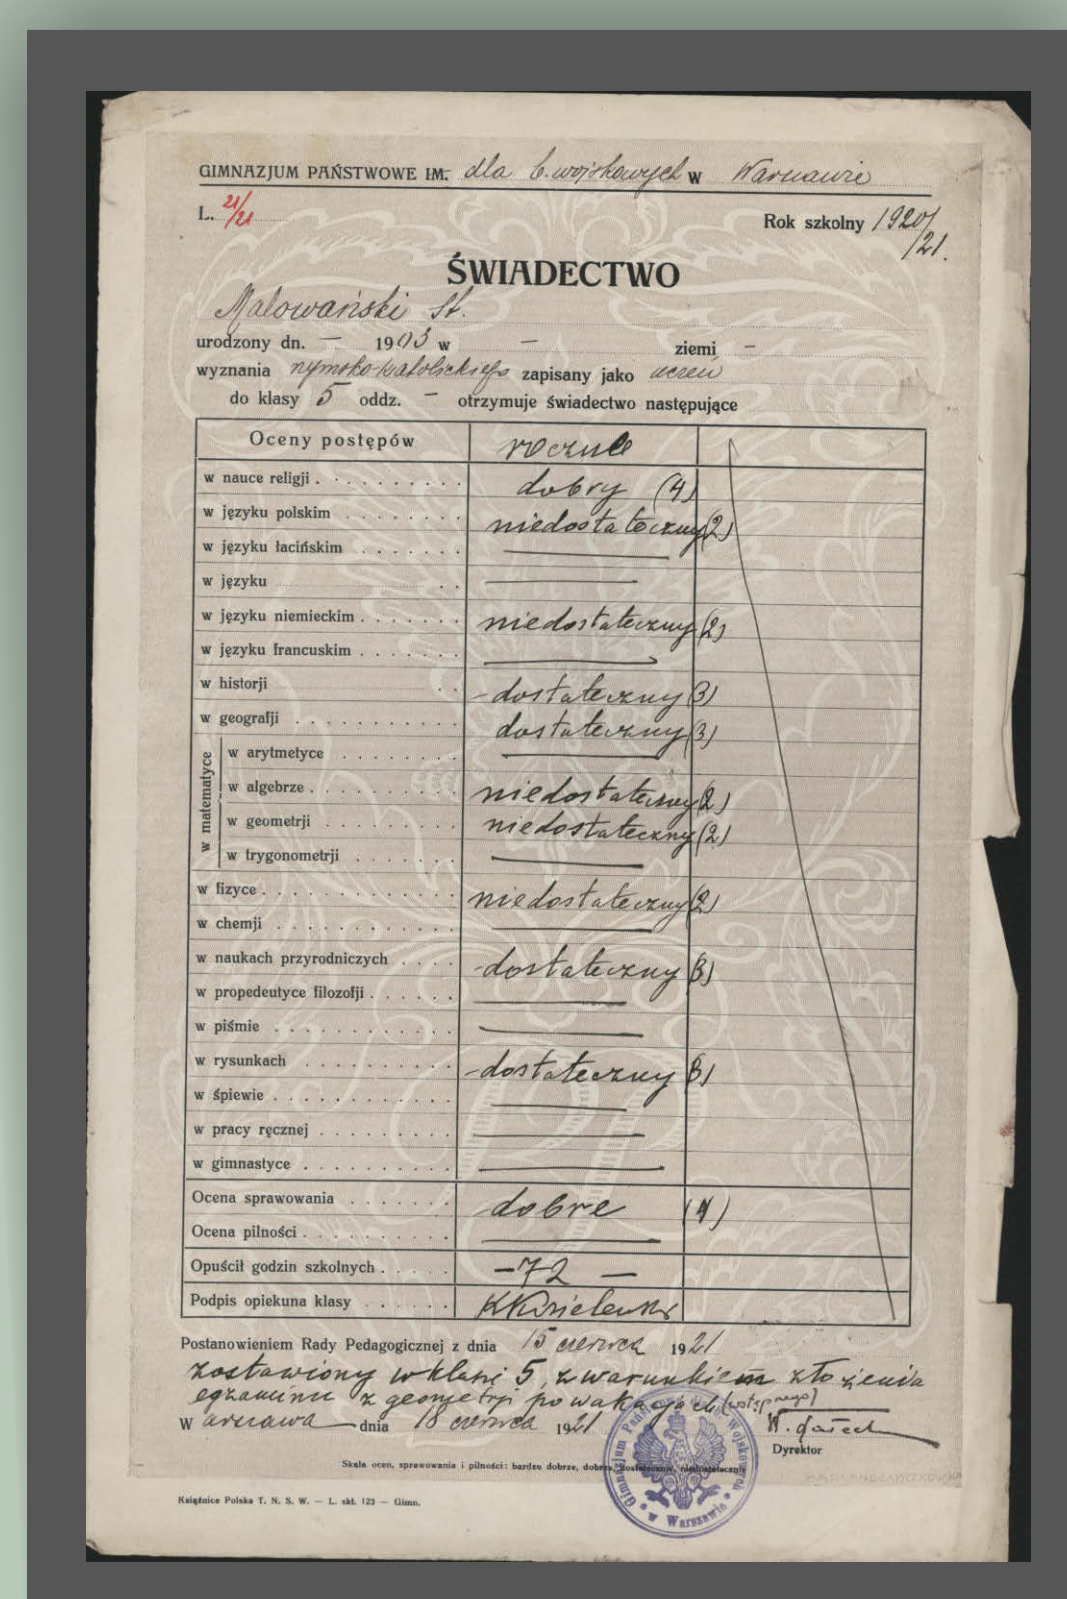 GIMNAZJUM PAŃSTWOWE IM. dla b. wojskowych w Warszawie
L. 21/21
Rok szkolny 1920/21.
ŚWIADECTWO
Malowański St.
urodzony dn. — 1903 w — ziemi —
wyznania rzymsko-katolickiego zapisany jako uczeń
do klasy 5 oddz. — otrzymuje świadectwo następujące
Oceny postępów roczne
w nauce religji dobry (4)
w języku polskim niedostateczny (2)
w języku łacińskim —
w języku —
w języku niemieckim niedostateczny (2)
w języku francuskim —
w historji dostateczny (3)
w geografji dostateczny (3)
w matematyce
w arytmetyce —
w algebrze niedostateczny (2)
w geometrji niedostateczny (2)
w trygonometrji —
w fizyce niedostateczny (2)
w chemji —
w naukach przyrodniczych dostateczny (3)
w propedeutyce filozofji —
w piśmie —
w rysunkach dostateczny (3)
w śpiewie —
w pracy ręcznej —
w gimnastyce —
Ocena sprawowania dobre (4)
Ocena pilności —
Opuścił godzin szkolnych —72—
Podpis opiekuna klasy
Postanowieniem Rady Pedagogicznej z dnia 15 czerwca 1921
zostawiony w klasie 5, z warunkiem złożenia
egzaminu z geometrji po wakacjach (wstępnego)
W arszawa dnia 18 czerwca 1921
Dyrektor
Skala ocen, sprawowania i pilności: bardzo dobrze, dobrze, dostatecznie, niedostatecznie
Książnice Polska T. N. S. W. — L. skł. 123 — Gimn.
w Warszawie